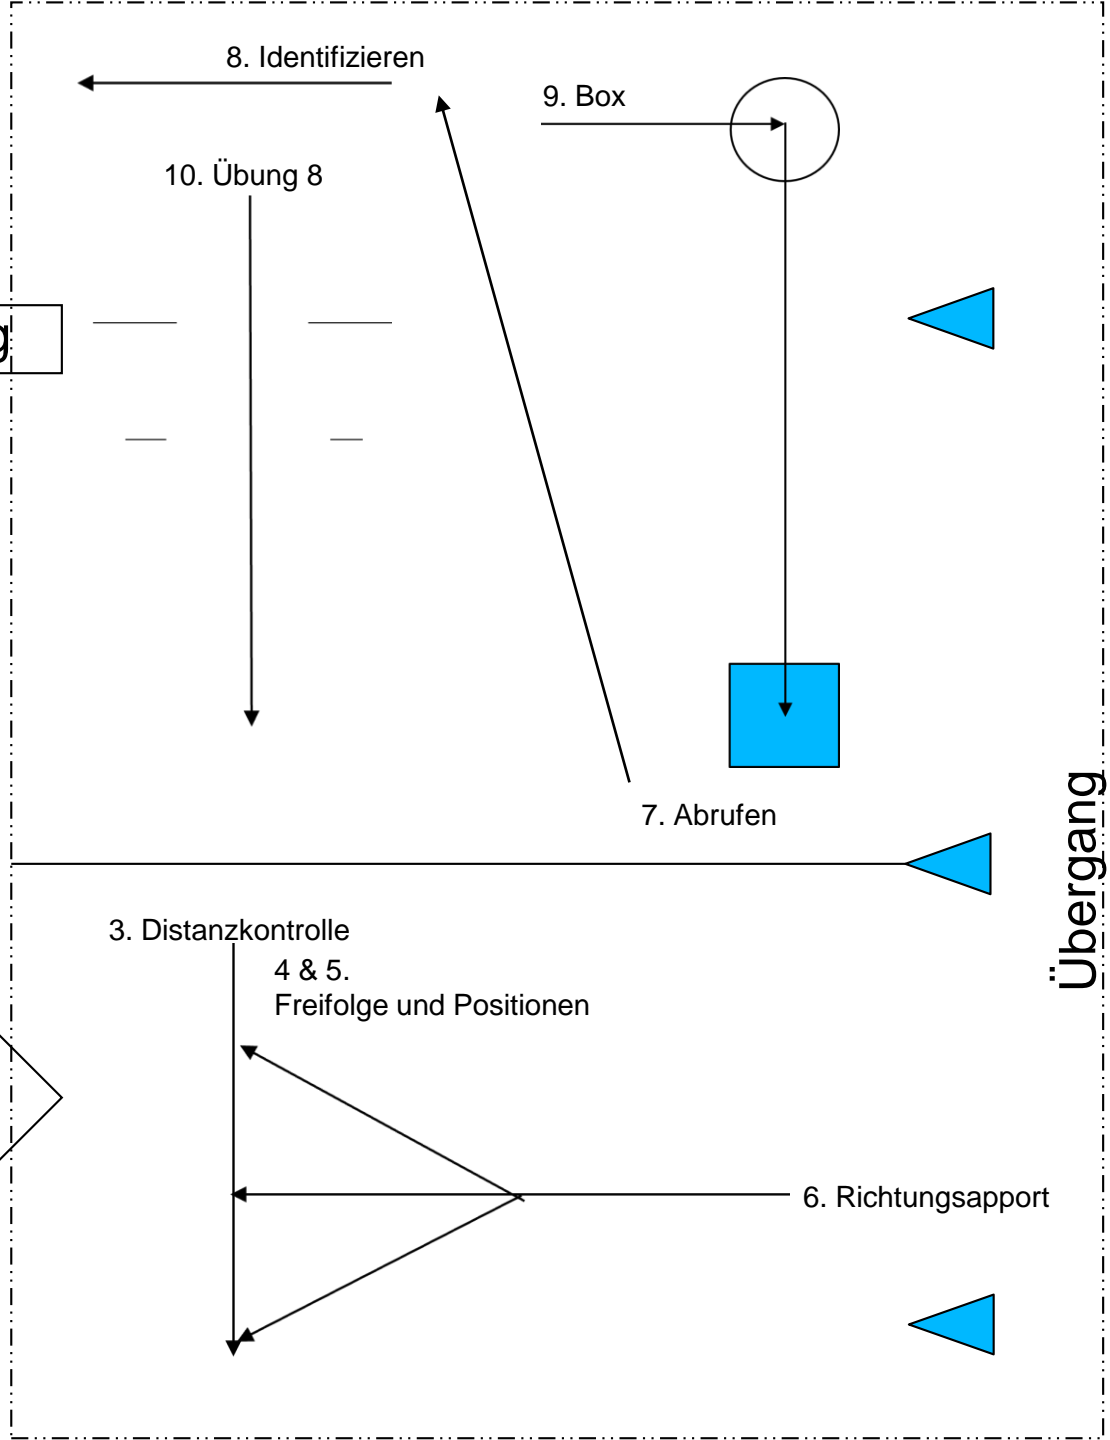 8. Identifizieren
9. Box
10. Übung 8
g
7. Abrufen
Übergang
3. Distanzkontrolle
4 & 5.
Freifolge und Positionen
6. Richtungsapport